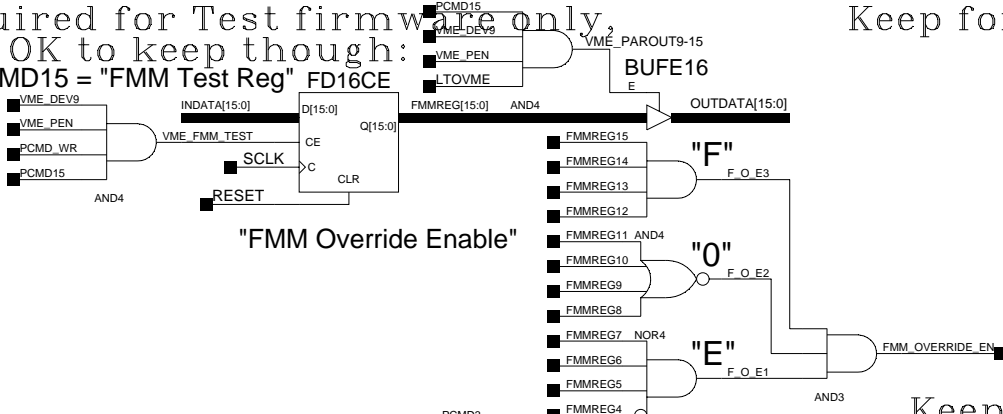 uired for Test firmware only,
Keep for
OK to keep though:
PCMD15
VME_DEV9
VME_PEN
LTOVME
VME_PAROUT9-15
MD15 = "FMM Test Reg"
FD16CE
BUFE16
E
VME_DEV9
VME_PEN
PCMD_WR
PCMD15
AND4
VME_FMM_TEST
INDATA[15:0]
D[15:0]
Q[15:0]
CE
C
CLR
SCLK
RESET
FMMREG[15:0]
AND4
OUTDATA[15:0]
"FMM Override Enable"
FMMREG15
FMMREG14
FMMREG13
FMMREG12
"F"
F_O_E3
FMMREG11
AND4
FMMREG10
FMMREG9
FMMREG8
"0"
F_O_E2
FMMREG7
NOR4
FMMREG6
FMMREG5
FMMREG4
"E"
F_O_E1
FMM_OVERRIDE_EN
AND3
Keep